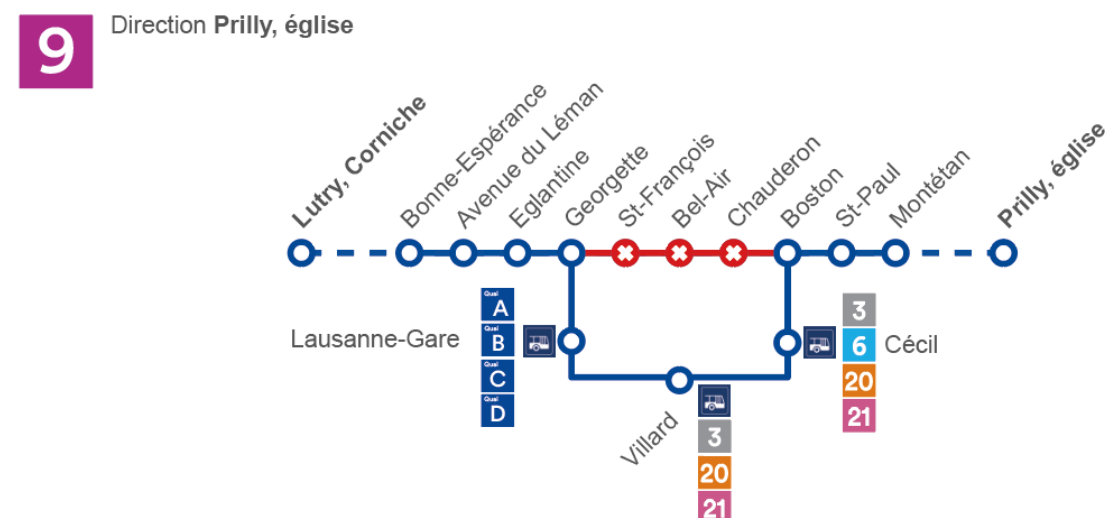 9
Direction Prilly, église
Lutry, Corniche
Bonne-Espérance
Avenue du Léman
Eglantine
Georgette
St-François
Bel-Air
Chauderon
Boston
St-Paul
Montétan
Prilly, église
Lausanne-Gare
Quai
A
Quai
B
Quai
C
Quai
D
Villard
3
20
21
3
6
20
21
Cécil